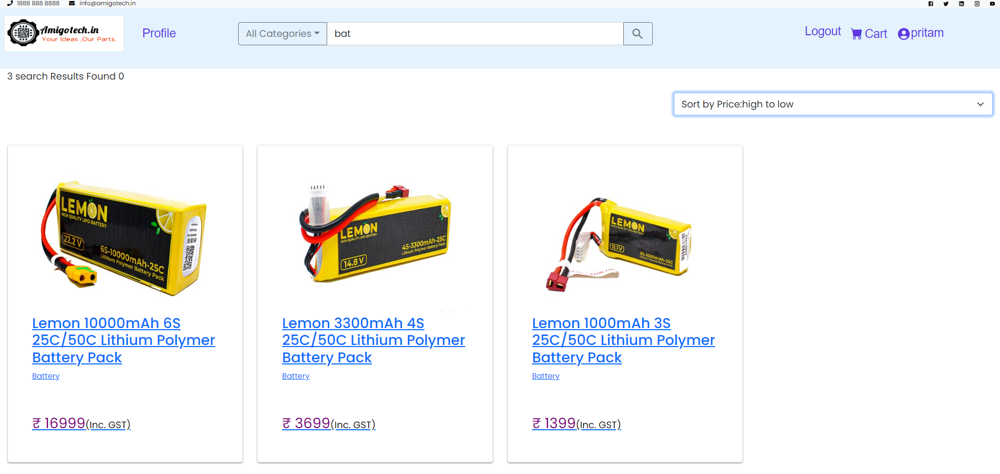 1888 888 8888 info@amigotech.in
Amigotech.in
Your Ideas ,Our Parts.
Profile
All Categories
bat
Logout
Cart
pritam
3 search Results Found 0
Sort by Price:high to low
LEMON
HIGH QUALITY LIPO BATTERY
22.2 V
6S-10000mAh-25C
Lithium Polymer Battery Pack
LEMON
HIGH QUALITY LIPO BATTERY
14.8 V
4S-3300mAh-25C
Lithium Polymer Battery Pack
LEMON
HIGH QUALITY LIPO BATTERY
11.1 V
3S-1000mAh-25C
Lithium Polymer Battery Pack
Lemon 10000mAh 6S
25C/50C Lithium Polymer
Battery Pack
Battery
₹ 16999(Inc. GST)
Lemon 3300mAh 4S
25C/50C Lithium Polymer
Battery Pack
Battery
₹ 3699(Inc. GST)
Lemon 1000mAh 3S
25C/50C Lithium Polymer
Battery Pack
Battery
₹ 1399(Inc. GST)